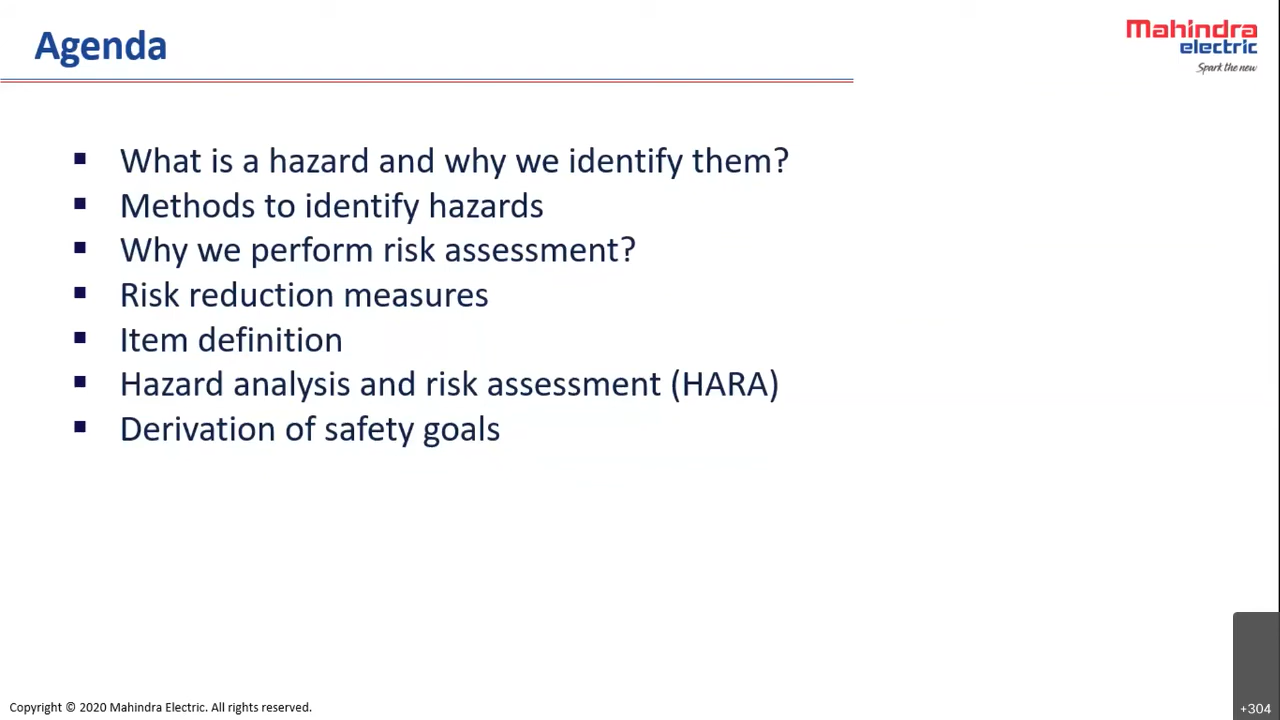 Agenda
Mahindra
electric
Spark the new
What is a hazard and why we identify them?
Methods to identify hazards
Why we perform risk assessment?
Risk reduction measures
Item definition
Hazard analysis and risk assessment (HARA)
Derivation of safety goals
Copyright © 2020 Mahindra Electric. All rights reserved.
+304